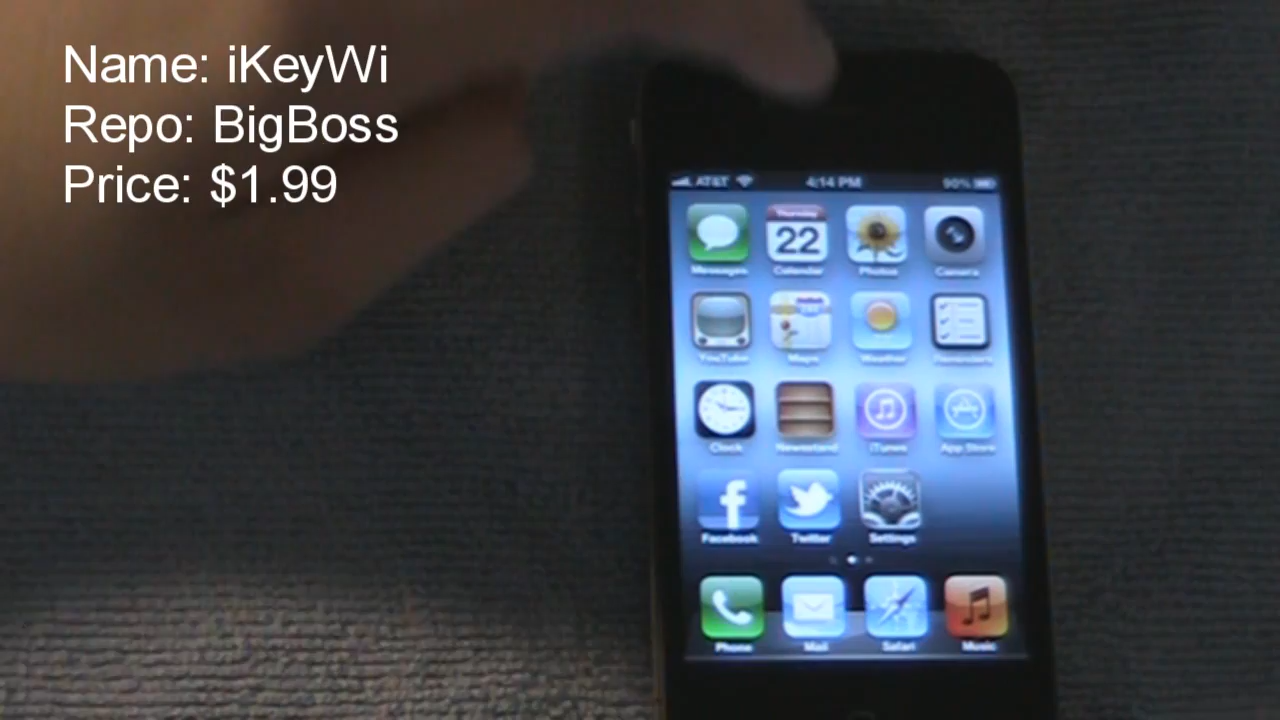 Name: iKeyWi
Repo: BigBoss
Price: $1.99
AT&T 4:14 PM 90%
Thursday
22
Messages Calendar Photos Camera
YouTube Maps Weather Reminders
Clock Newsstand iTunes App Store
Facebook Twitter Settings
Phone Mail Safari Music